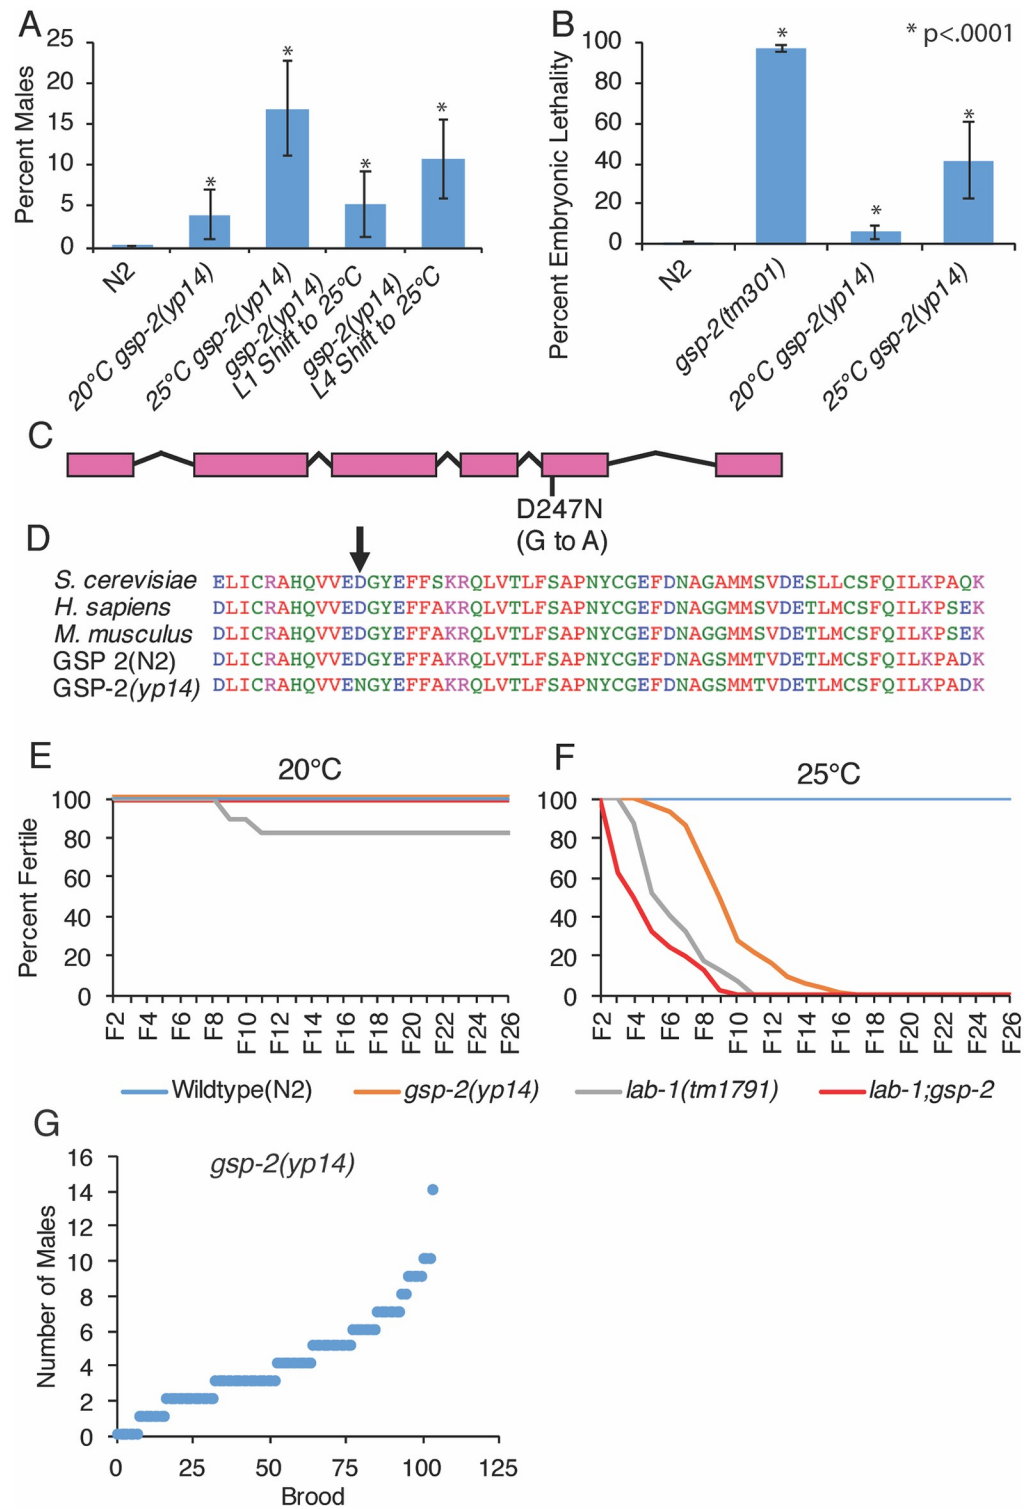 A
25
20
15
10
5
0
Percent Males
*
*
*
*
N2
20°C gsp-2(yp14)
25°C gsp-2(yp14)
gsp-2(yp14)
L1 Shift to 25°C
gsp-2(yp14)
L4 Shift to 25°C
B
* p<.0001
100
80
60
40
20
0
Percent Embryonic Lethality
*
*
*
N2
gsp-2(tm301)
20°C gsp-2(yp14)
25°C gsp-2(yp14)
C
D247N
(G to A)
D
S. cerevisiae ELICRAHQVVEDGYEFFSKRQLVTLFSAPNYCGEFDNAGAMMSVDESLLCSFQILKPAQK
H. sapiens DLICRAHQVVEDGYEFFAKRQLVTLFSAPNYCGEFDNAGGMMSVDETLMCSFQILKPSEK
M. musculus DLICRAHQVVEDGYEFFAKRQLVTLFSAPNYCGEFDNAGGMMSVDETLMCSFQILKPSEK
GSP 2(N2) DLICRAHQVVEDGYEFFAKRQLVTLFSAPNYCGEFDNAGSMMTVDETLMCSFQILKPADK
GSP-2(yp14) DLICRAHQVVENGYEFFAKRQLVTLFSAPNYCGEFDNAGSMMTVDETLMCSFQILKPADK
E
20°C
100
80
60
40
20
0
Percent Fertile
F2 F4 F6 F8 F10 F12 F14 F16 F18 F20 F22 F24 F26
F
25°C
100
80
60
40
20
0
F2 F4 F6 F8 F10 F12 F14 F16 F18 F20 F22 F24 F26
Wildtype(N2) gsp-2(yp14) lab-1(tm1791) lab-1;gsp-2
G
gsp-2(yp14)
16
14
12
10
8
6
4
2
0
Number of Males
0 25 50 75 100 125
Brood